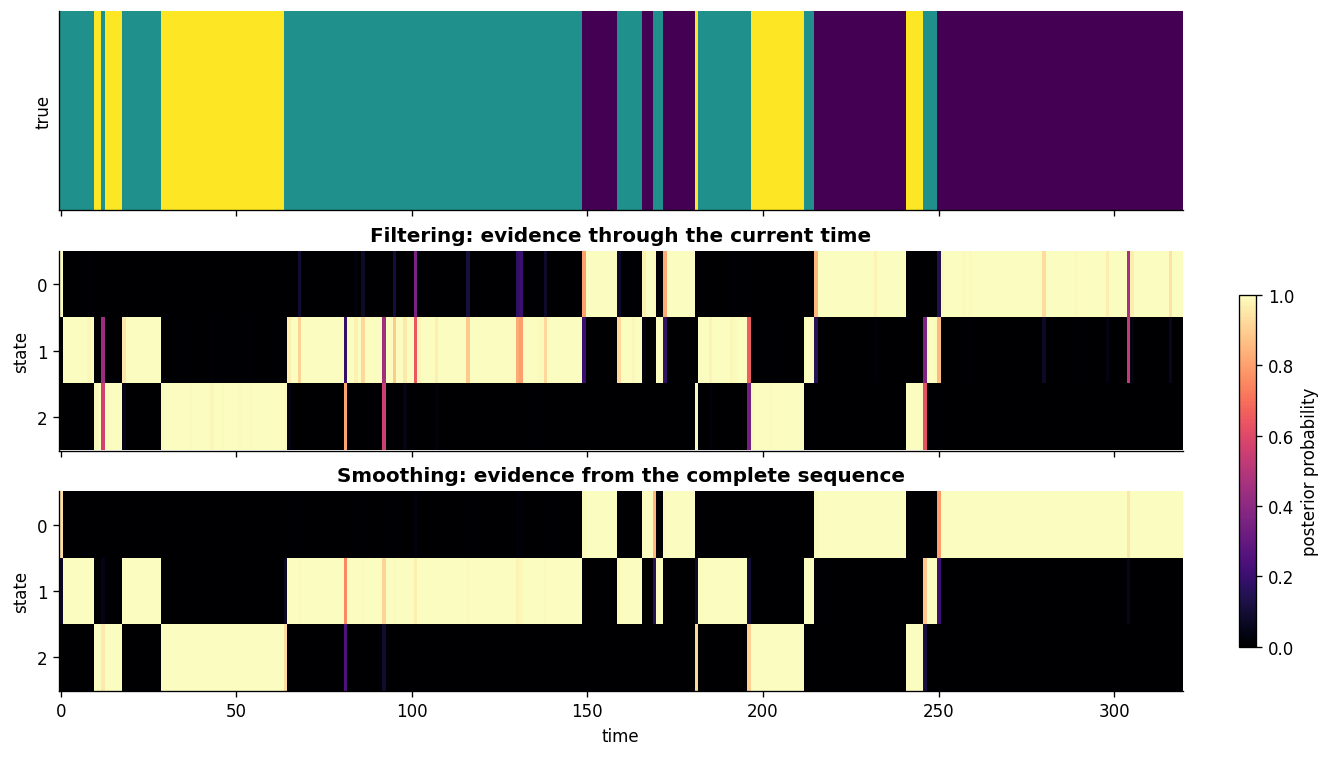 true
Filtering: evidence through the current time
state
0
1
2
Smoothing: evidence from the complete sequence
state
0
1
2
0 50 100 150 200 250 300
time
1.0
0.8
0.6
0.4
0.2
0.0
posterior probability